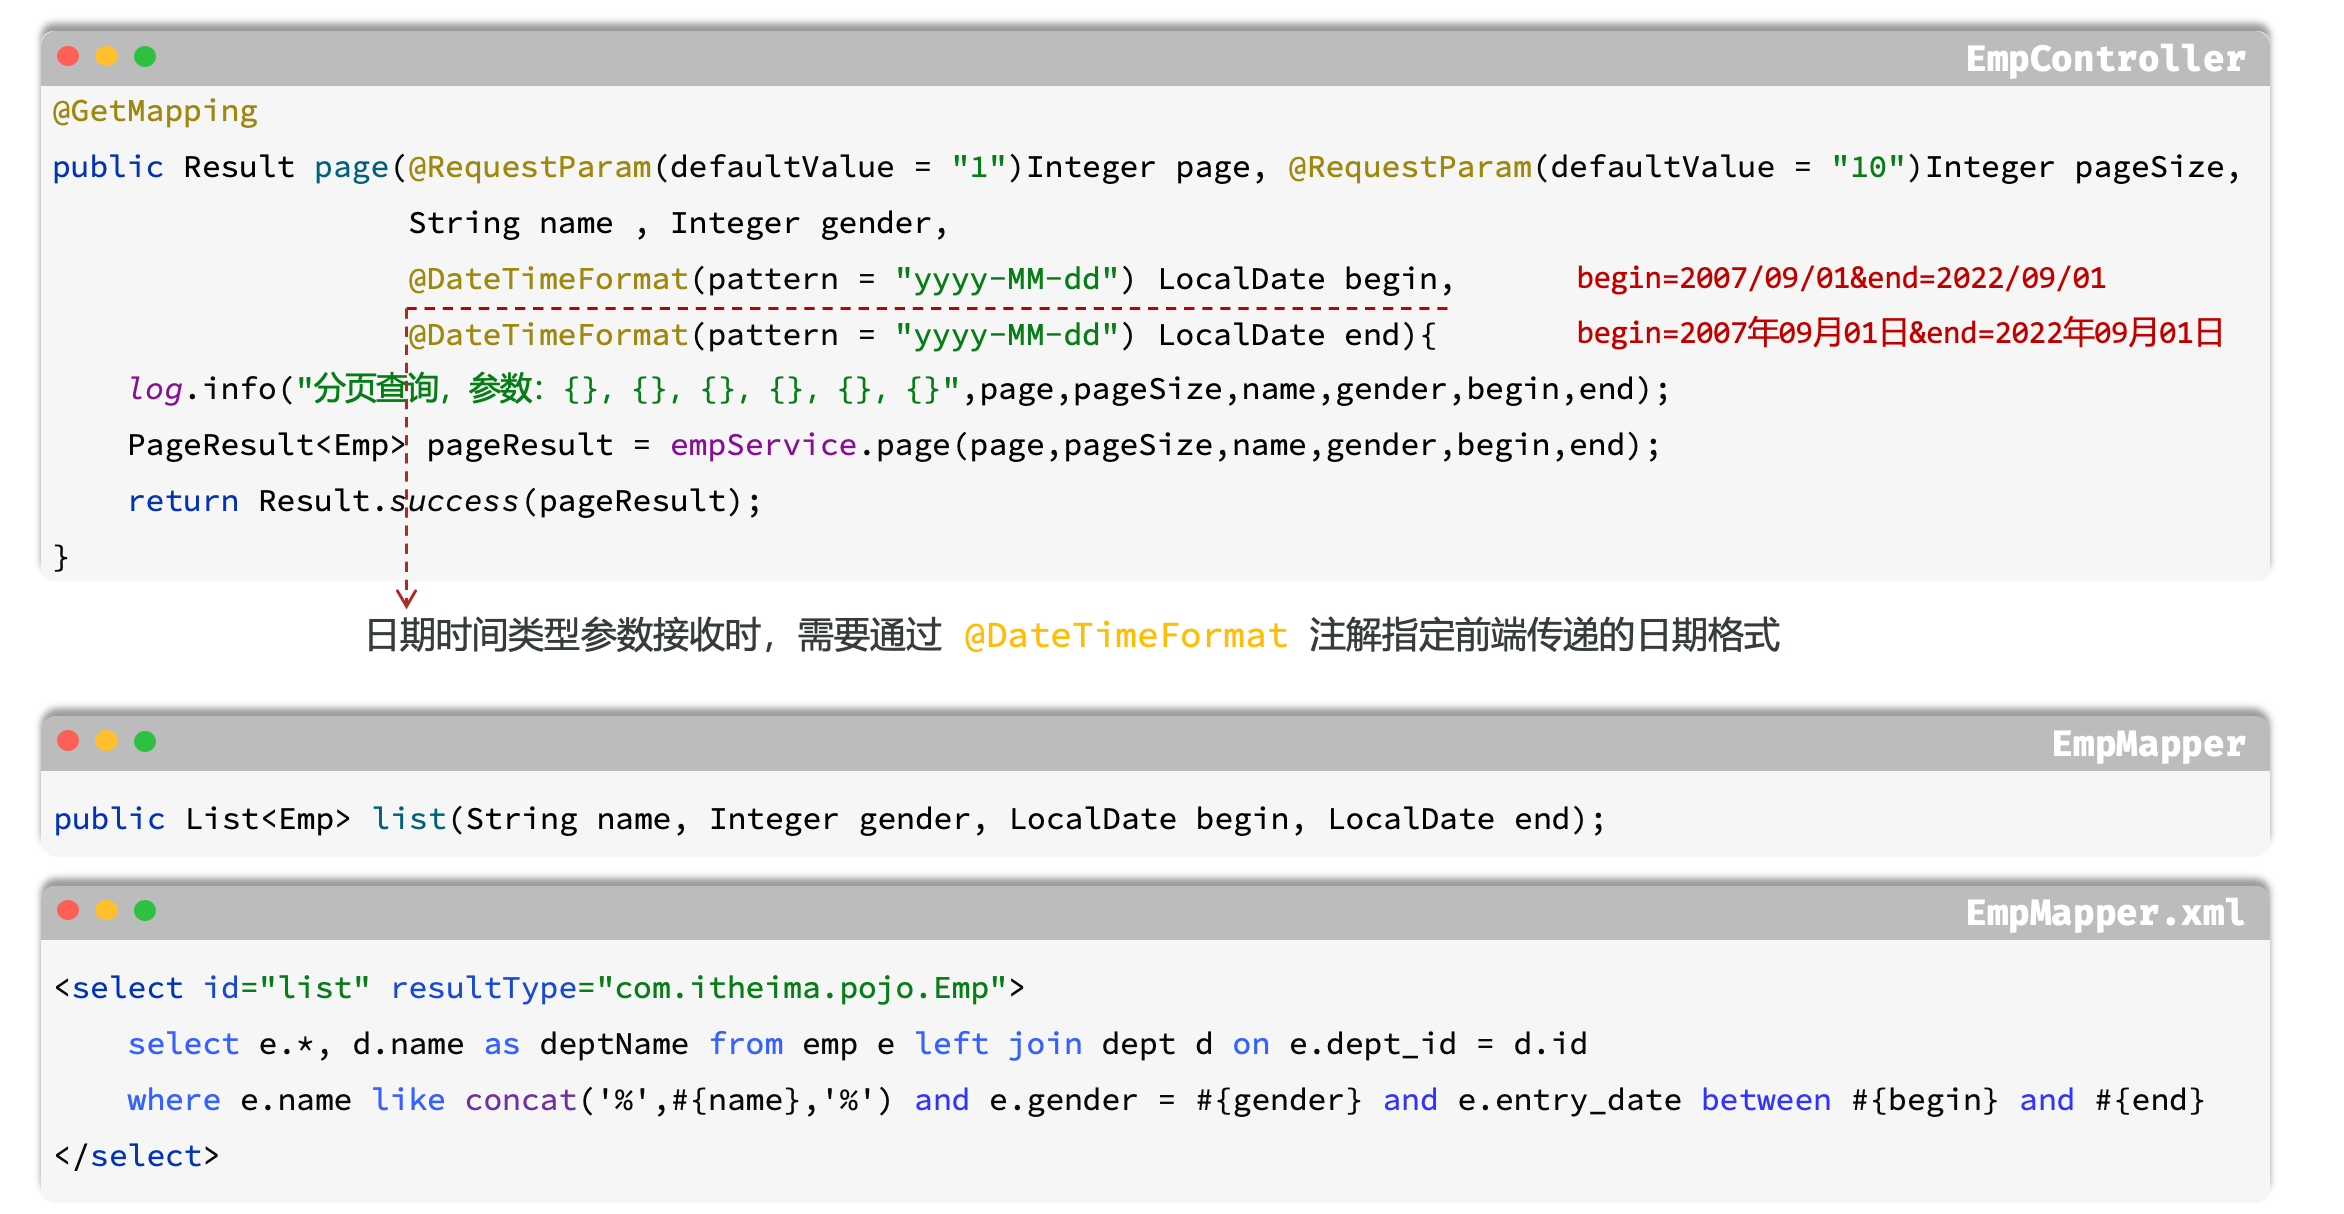 EmpController
@GetMapping
public Result page(@RequestParam(defaultValue = "1")Integer page, @RequestParam(defaultValue = "10")Integer pageSize,
String name , Integer gender,
@DateTimeFormat(pattern = "yyyy-MM-dd") LocalDate begin,
begin=2007/09/01&end=2022/09/01
@DateTimeFormat(pattern = "yyyy-MM-dd") LocalDate end){
begin=2007年09月01日&end=2022年09月01日
log.info("分页查询，参数：{}, {}, {}, {}, {}, {}",page,pageSize,name,gender,begin,end);
PageResult<Emp> pageResult = empService.page(page,pageSize,name,gender,begin,end);
return Result.success(pageResult);
}
日期时间类型参数接收时，需要通过 @DateTimeFormat 注解指定前端传递的日期格式
EmpMapper
public List<Emp> list(String name, Integer gender, LocalDate begin, LocalDate end);
EmpMapper.xml
<select id="list" resultType="com.itheima.pojo.Emp">
select e.*, d.name as deptName from emp e left join dept d on e.dept_id = d.id
where e.name like concat('%',#{name},'%') and e.gender = #{gender} and e.entry_date between #{begin} and #{end}
</select>